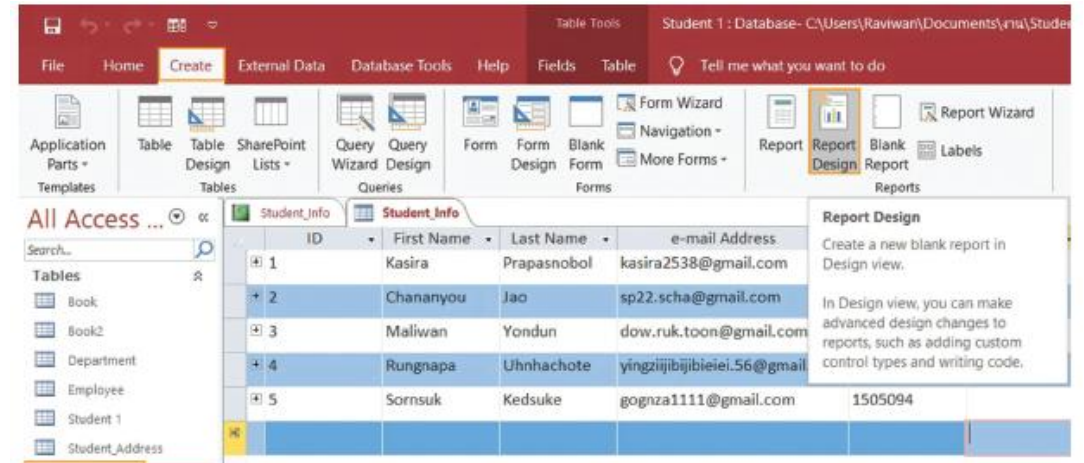 Table Tools
Student 1 : Database- C:\Users\Raviwan\Documents\งาน\Stude
File Home Create External Data Database Tools Help Fields Table Tell me what you want to do
Application Parts
Templates
Table
Table Design
SharePoint Lists
Tables
Query Wizard
Query Design
Queries
Form
Form Design
Blank Form
Form Wizard
Navigation
More Forms
Forms
Report
Report Design
Blank Report
Report Wizard
Labels
Reports
All Access ...
Search...
Tables
Book
Book2
Department
Employee
Student 1
Student_Address
Student_Info
Student_Info
ID First Name Last Name e-mail Address
1 Kasira Prapasnobol kasira2538@gmail.com
2 Chananyou Jao sp22.scha@gmail.com
3 Maliwan Yondun dow.ruk.toon@gmail.com
4 Rungnapa Uhnhachote
5 Sornsuk Kedsuke gognza1111@gmail.com 1505094
Report Design
Create a new blank report in
Design view.
In Design view, you can make
advanced design changes to
reports, such as adding custom
control types and writing code.